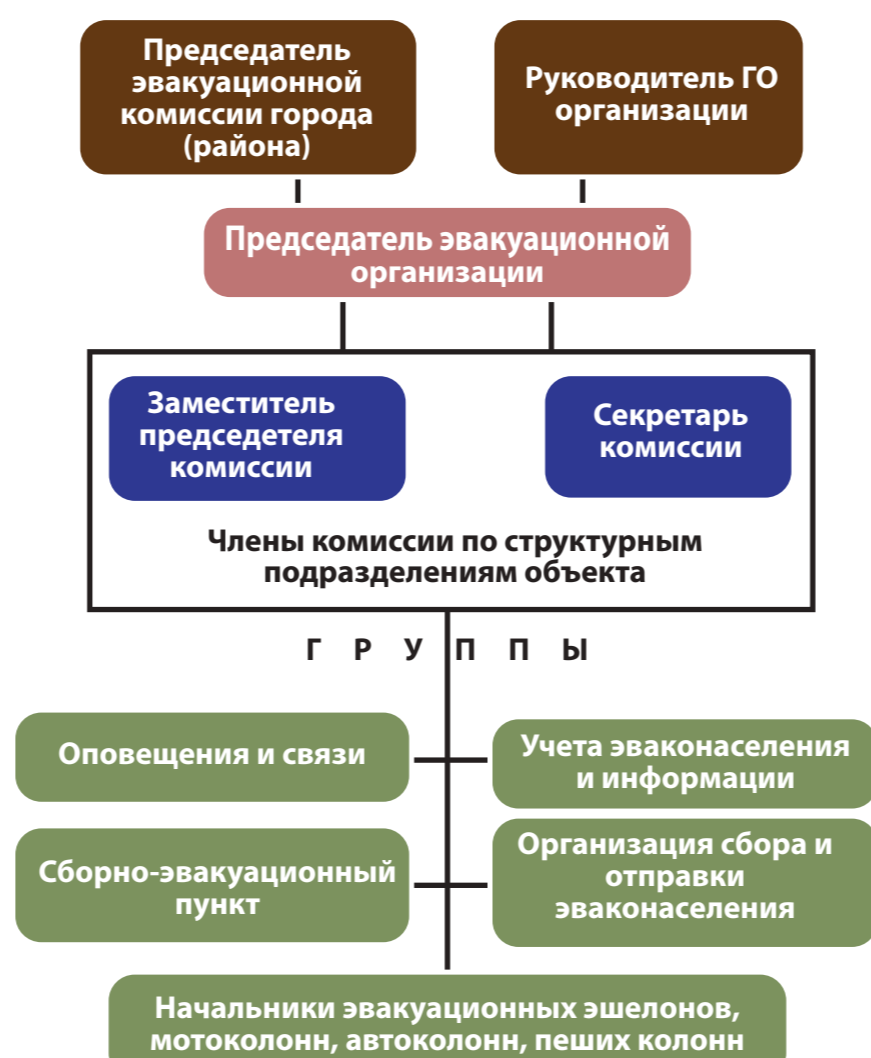 Председатель
эвакуационной
комиссии города
(района)
Руководитель ГО
организации
Председатель эвакуационной
организации
Заместитель
председетеля
комиссии
Секретарь
комиссии
Члены комиссии по структурным
подразделениям объекта
Г Р У П П Ы
Оповещения и связи
Учета эваконаселения
и информации
Сборно-эвакуационный
пункт
Организация сбора и
отправки
эваконаселения
Начальники эвакуационных эшелонов,
мотоколонн, автоколонн, пеших колонн